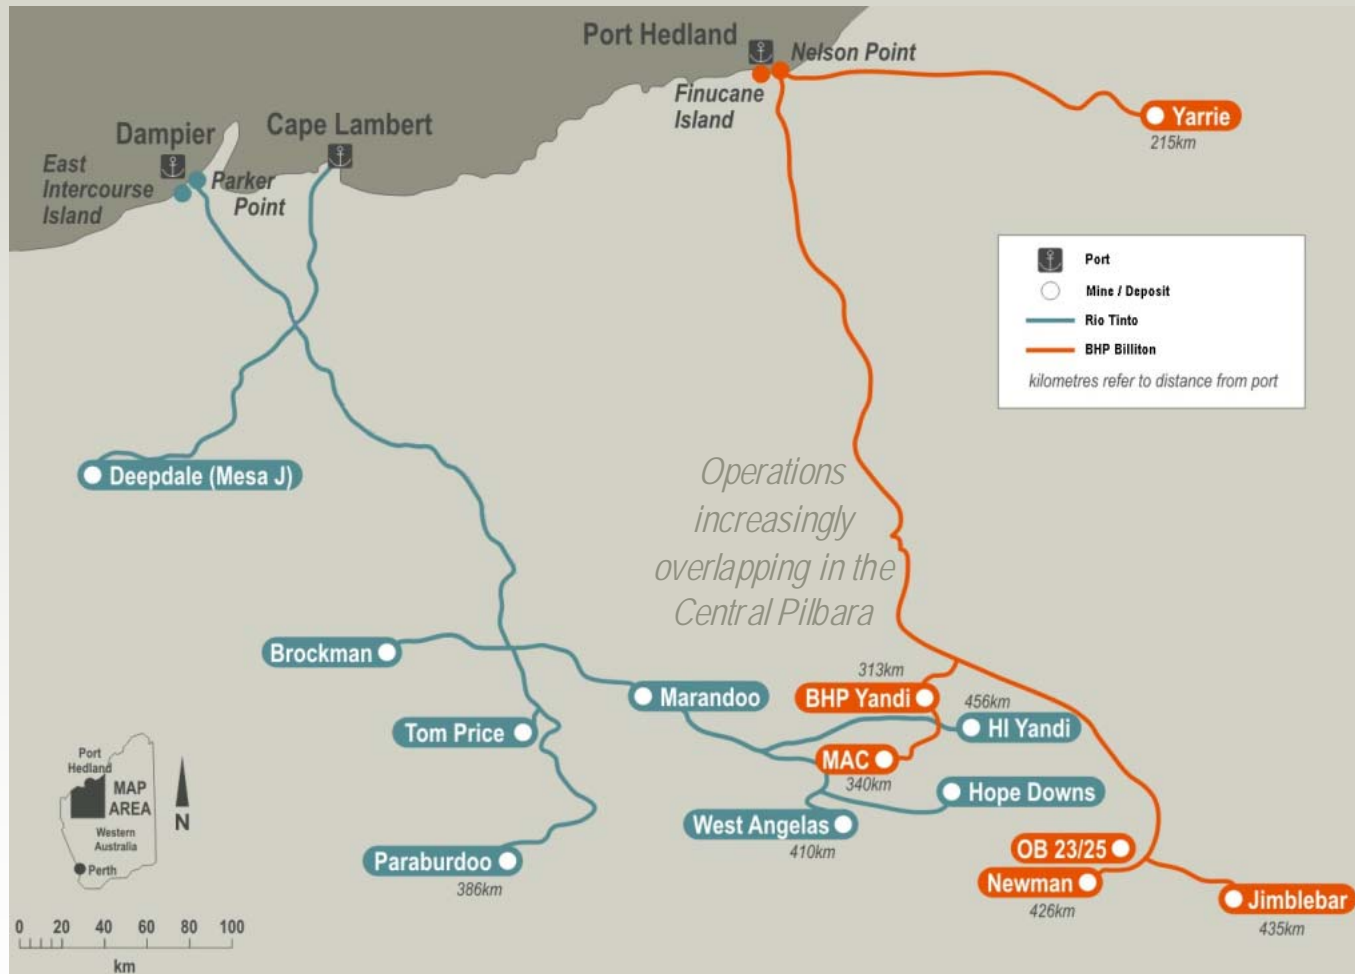 Port Hedland
Nelson Point
Finucane
Island
Yarrie
215km
Cape Lambert
Dampier
East
Intercourse
Island
Parker
Point
Port
Mine / Deposit
Rio Tinto
BHP Billiton
kilometres refer to distance from port
Deepdale (Mesa J)
Operations
increasingly
overlapping in the
Central Pilbara
Brockman
Marandoo
Tom Price
Paraburdoo
386km
313km
BHP Yandi
456km
HI Yandi
MAC
340km
Hope Downs
West Angelas
410km
OB 23/25
Newman
426km
Jimblebar
435km
Port
Hedland
MAP
AREA
Western
Australia
Perth
N
0 20 40 60 80 100
km